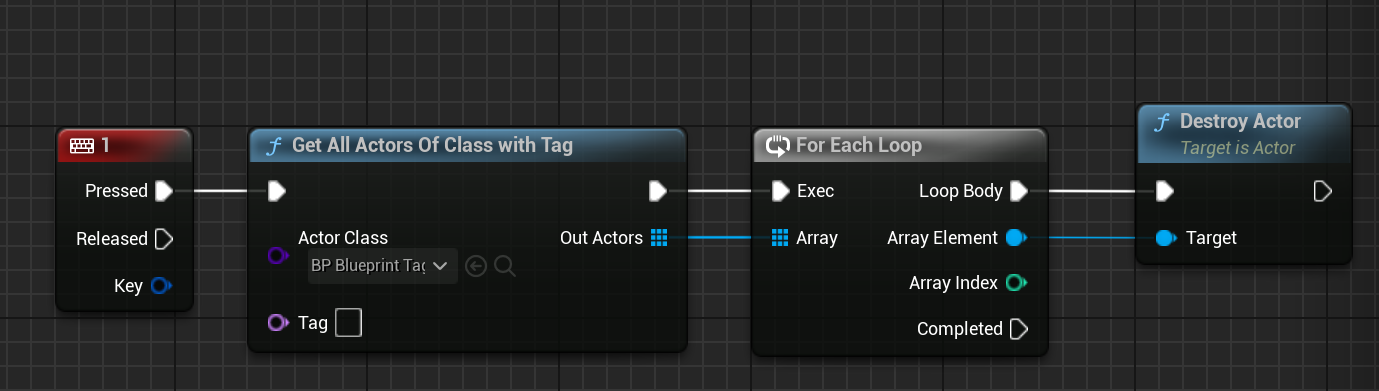 1
Pressed
Released
Key
f Get All Actors Of Class with Tag
Actor Class
BP Blueprint Tag
Tag
Out Actors
For Each Loop
Exec
Array
Loop Body
Array Element
Array Index
Completed
f Destroy Actor
Target is Actor
Target